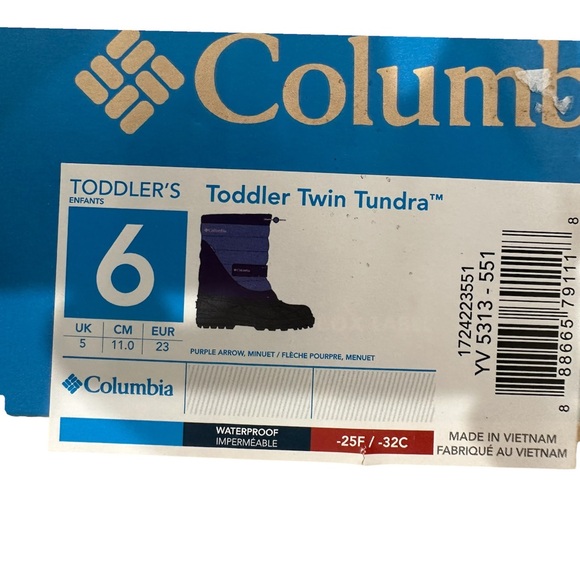 Columb
TODDLER'S
ENFANTS
6
UK CM EUR
5 11.0 23
Toddler Twin Tundra™
PURPLE ARROW, MINUET / FLÈCHE POURPRE, MENUET
Columbia
WATERPROOF
IMPERMÉABLE
-25F / -32C
1724223551
YV 5313 - 551
8 88665 79111 8
MADE IN VIETNAM
FABRIQUÉ AU VIETNAM